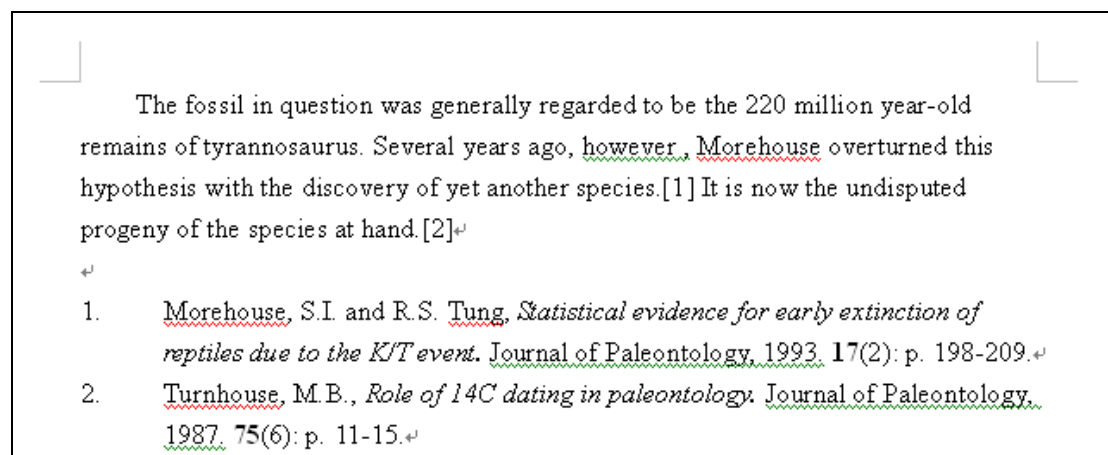 The fossil in question was generally regarded to be the 220 million year-old
remains of tyrannosaurus. Several years ago, however , Morehouse overturned this
hypothesis with the discovery of yet another species.[1] It is now the undisputed
progeny of the species at hand.[2]↵
↵
1. Morehouse, S.I. and R.S. Tung, Statistical evidence for early extinction of
reptiles due to the K/T event. Journal of Paleontology, 1993. 17(2): p. 198-209.↵
2. Turnhouse, M.B., Role of 14C dating in paleontology. Journal of Paleontology,
1987. 75(6): p. 11-15.↵